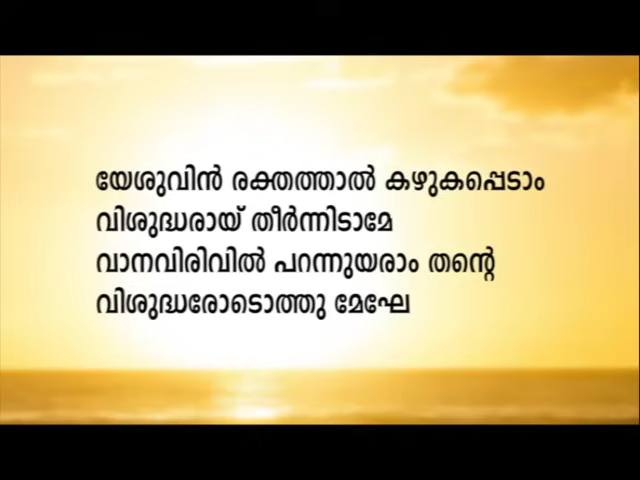 യേശുവിൻ രക്തത്താൽ കഴുകപ്പെടാം
വിശുദ്ധരായ് തീർന്നിടാമേ
വാനവിരിവിൽ പറന്നുയരാം തന്റെ
വിശുദ്ധരോടൊത്തു മേഘേ